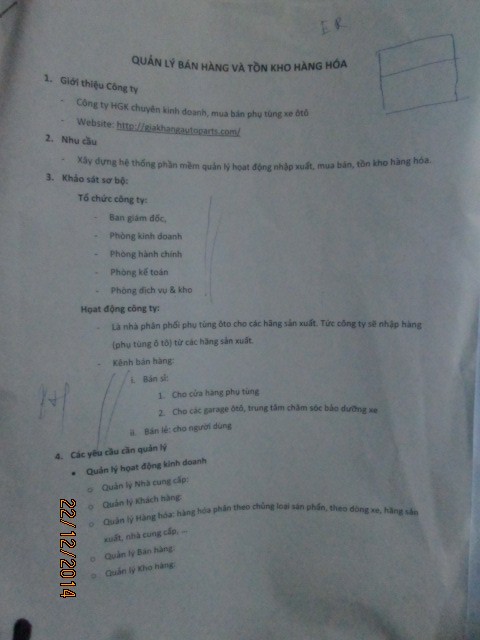 E.R
QUẢN LÝ BÁN HÀNG VÀ TỒN KHO HÀNG HÓA
1. Giới thiệu Công ty
- Công ty HGK chuyên kinh doanh, mua bán phụ tùng xe ôtô
- Website: http://giakhangautoparts.com/
2. Nhu cầu
- Xây dựng hệ thống phần mềm quản lý hoạt động nhập xuất, mua bán, tồn kho hàng hóa.
3. Khảo sát sơ bộ:
Tổ chức công ty:
- Ban giám đốc,
- Phòng kinh doanh
- Phòng hành chính
- Phòng kế toán
- Phòng dịch vụ & kho
Hoạt động công ty:
- Là nhà phân phối phụ tùng ôto cho các hãng sản xuất. Tức công ty sẽ nhập hàng
(phụ tùng ô tô) từ các hãng sản xuất.
- Kênh bán hàng:
i. Bán sỉ:
1. Cho cửa hàng phụ tùng
2. Cho các garage ôtô, trung tâm chăm sóc bảo dưỡng xe
ii. Bán lẻ: cho người dùng
4. Các yêu cầu cần quản lý
• Quản lý hoạt động kinh doanh
o Quản lý Nhà cung cấp:
o Quản lý Khách hàng:
o Quản lý Hàng hóa: hàng hóa phân theo chủng loại sản phẩn, theo dòng xe, hãng sản
xuất, nhà cung cấp, ...
o Quản lý Bán hàng:
o Quản lý Kho hàng:
22/12/2014